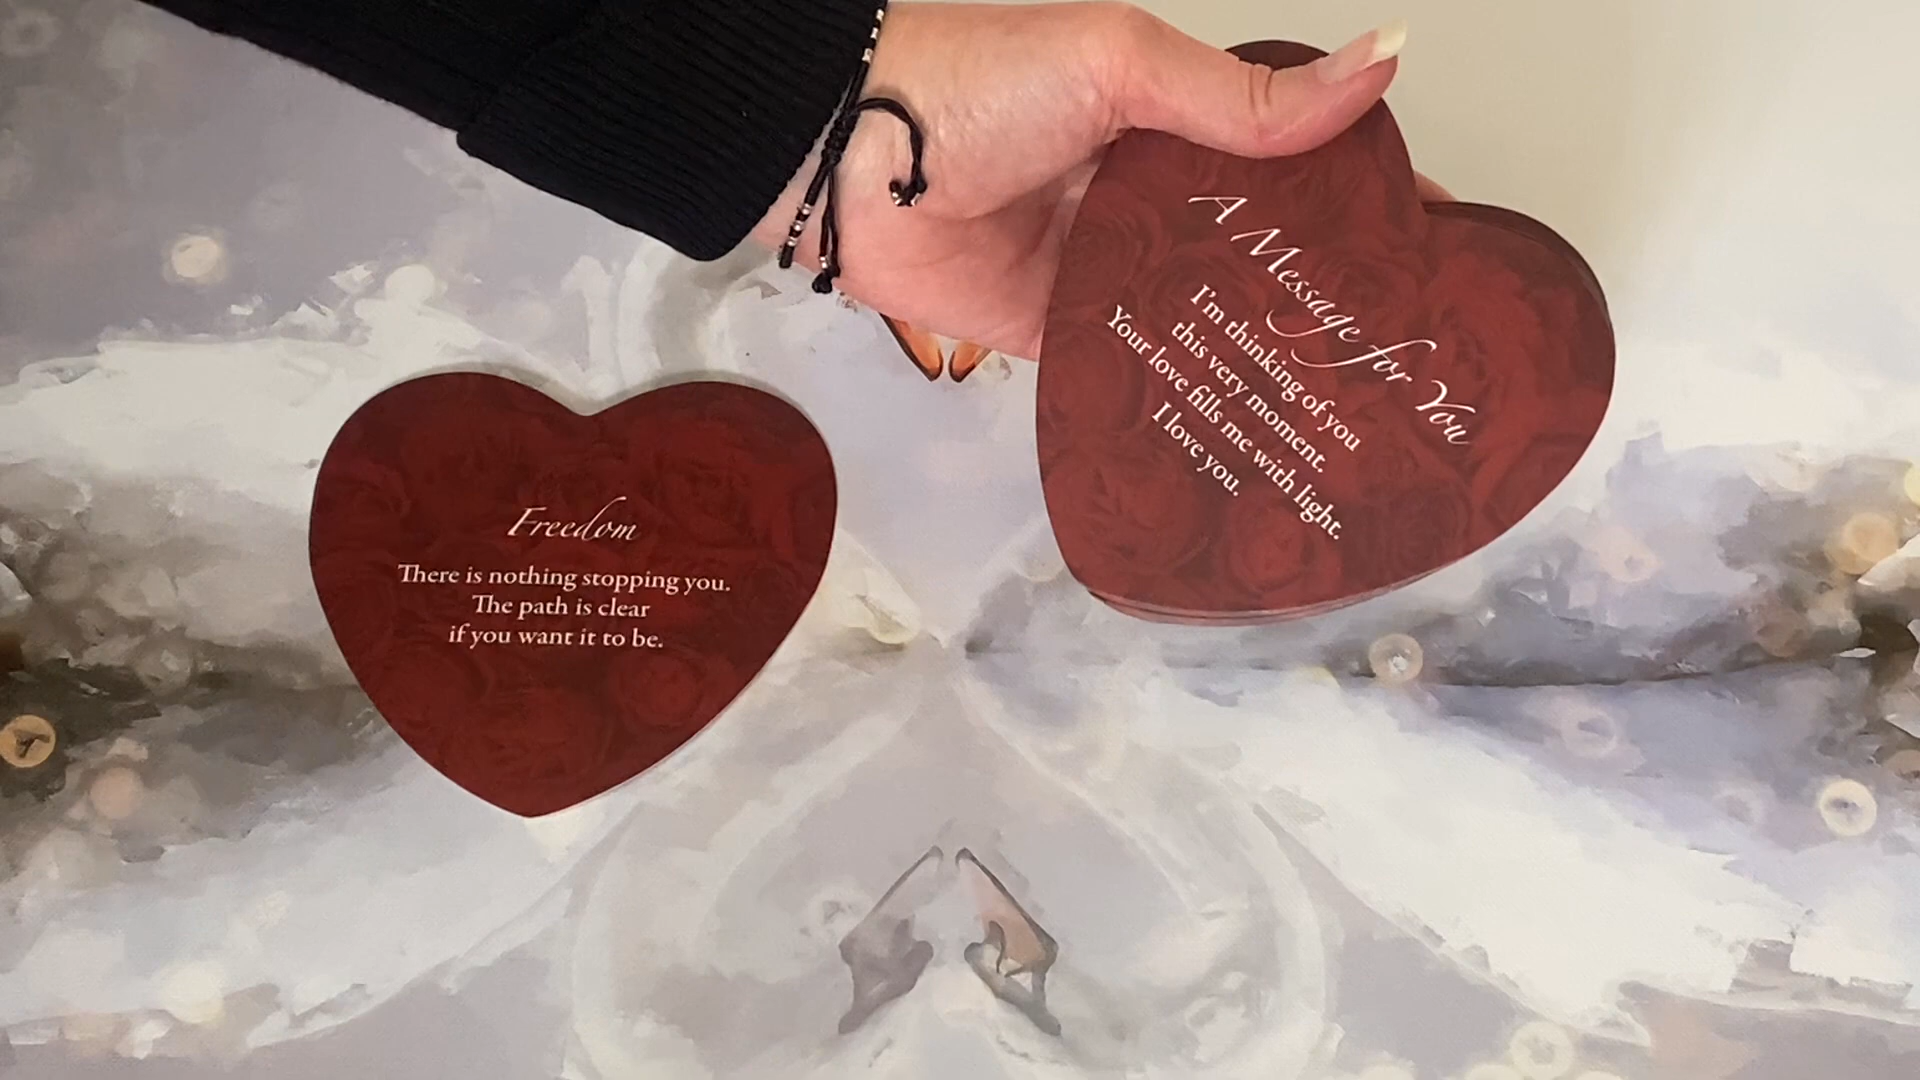 Freedom
There is nothing stopping you.
The path is clear
if you want it to be.
A Message for You
I'm thinking of you
this very moment.
Your love fills me with light.
I love you.